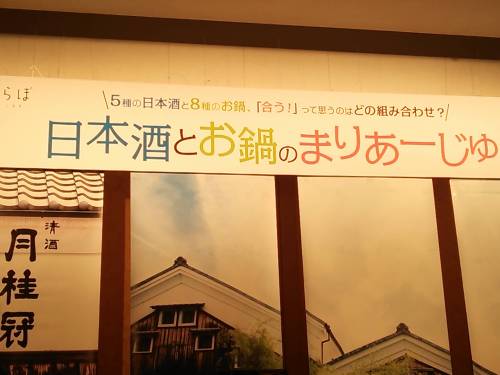 らぼ
\5種の日本酒と8種のお鍋、「合う！」って思うのはどの組み合わせ？/
日本酒とお鍋のまりあーじゅ
清酒
月桂冠